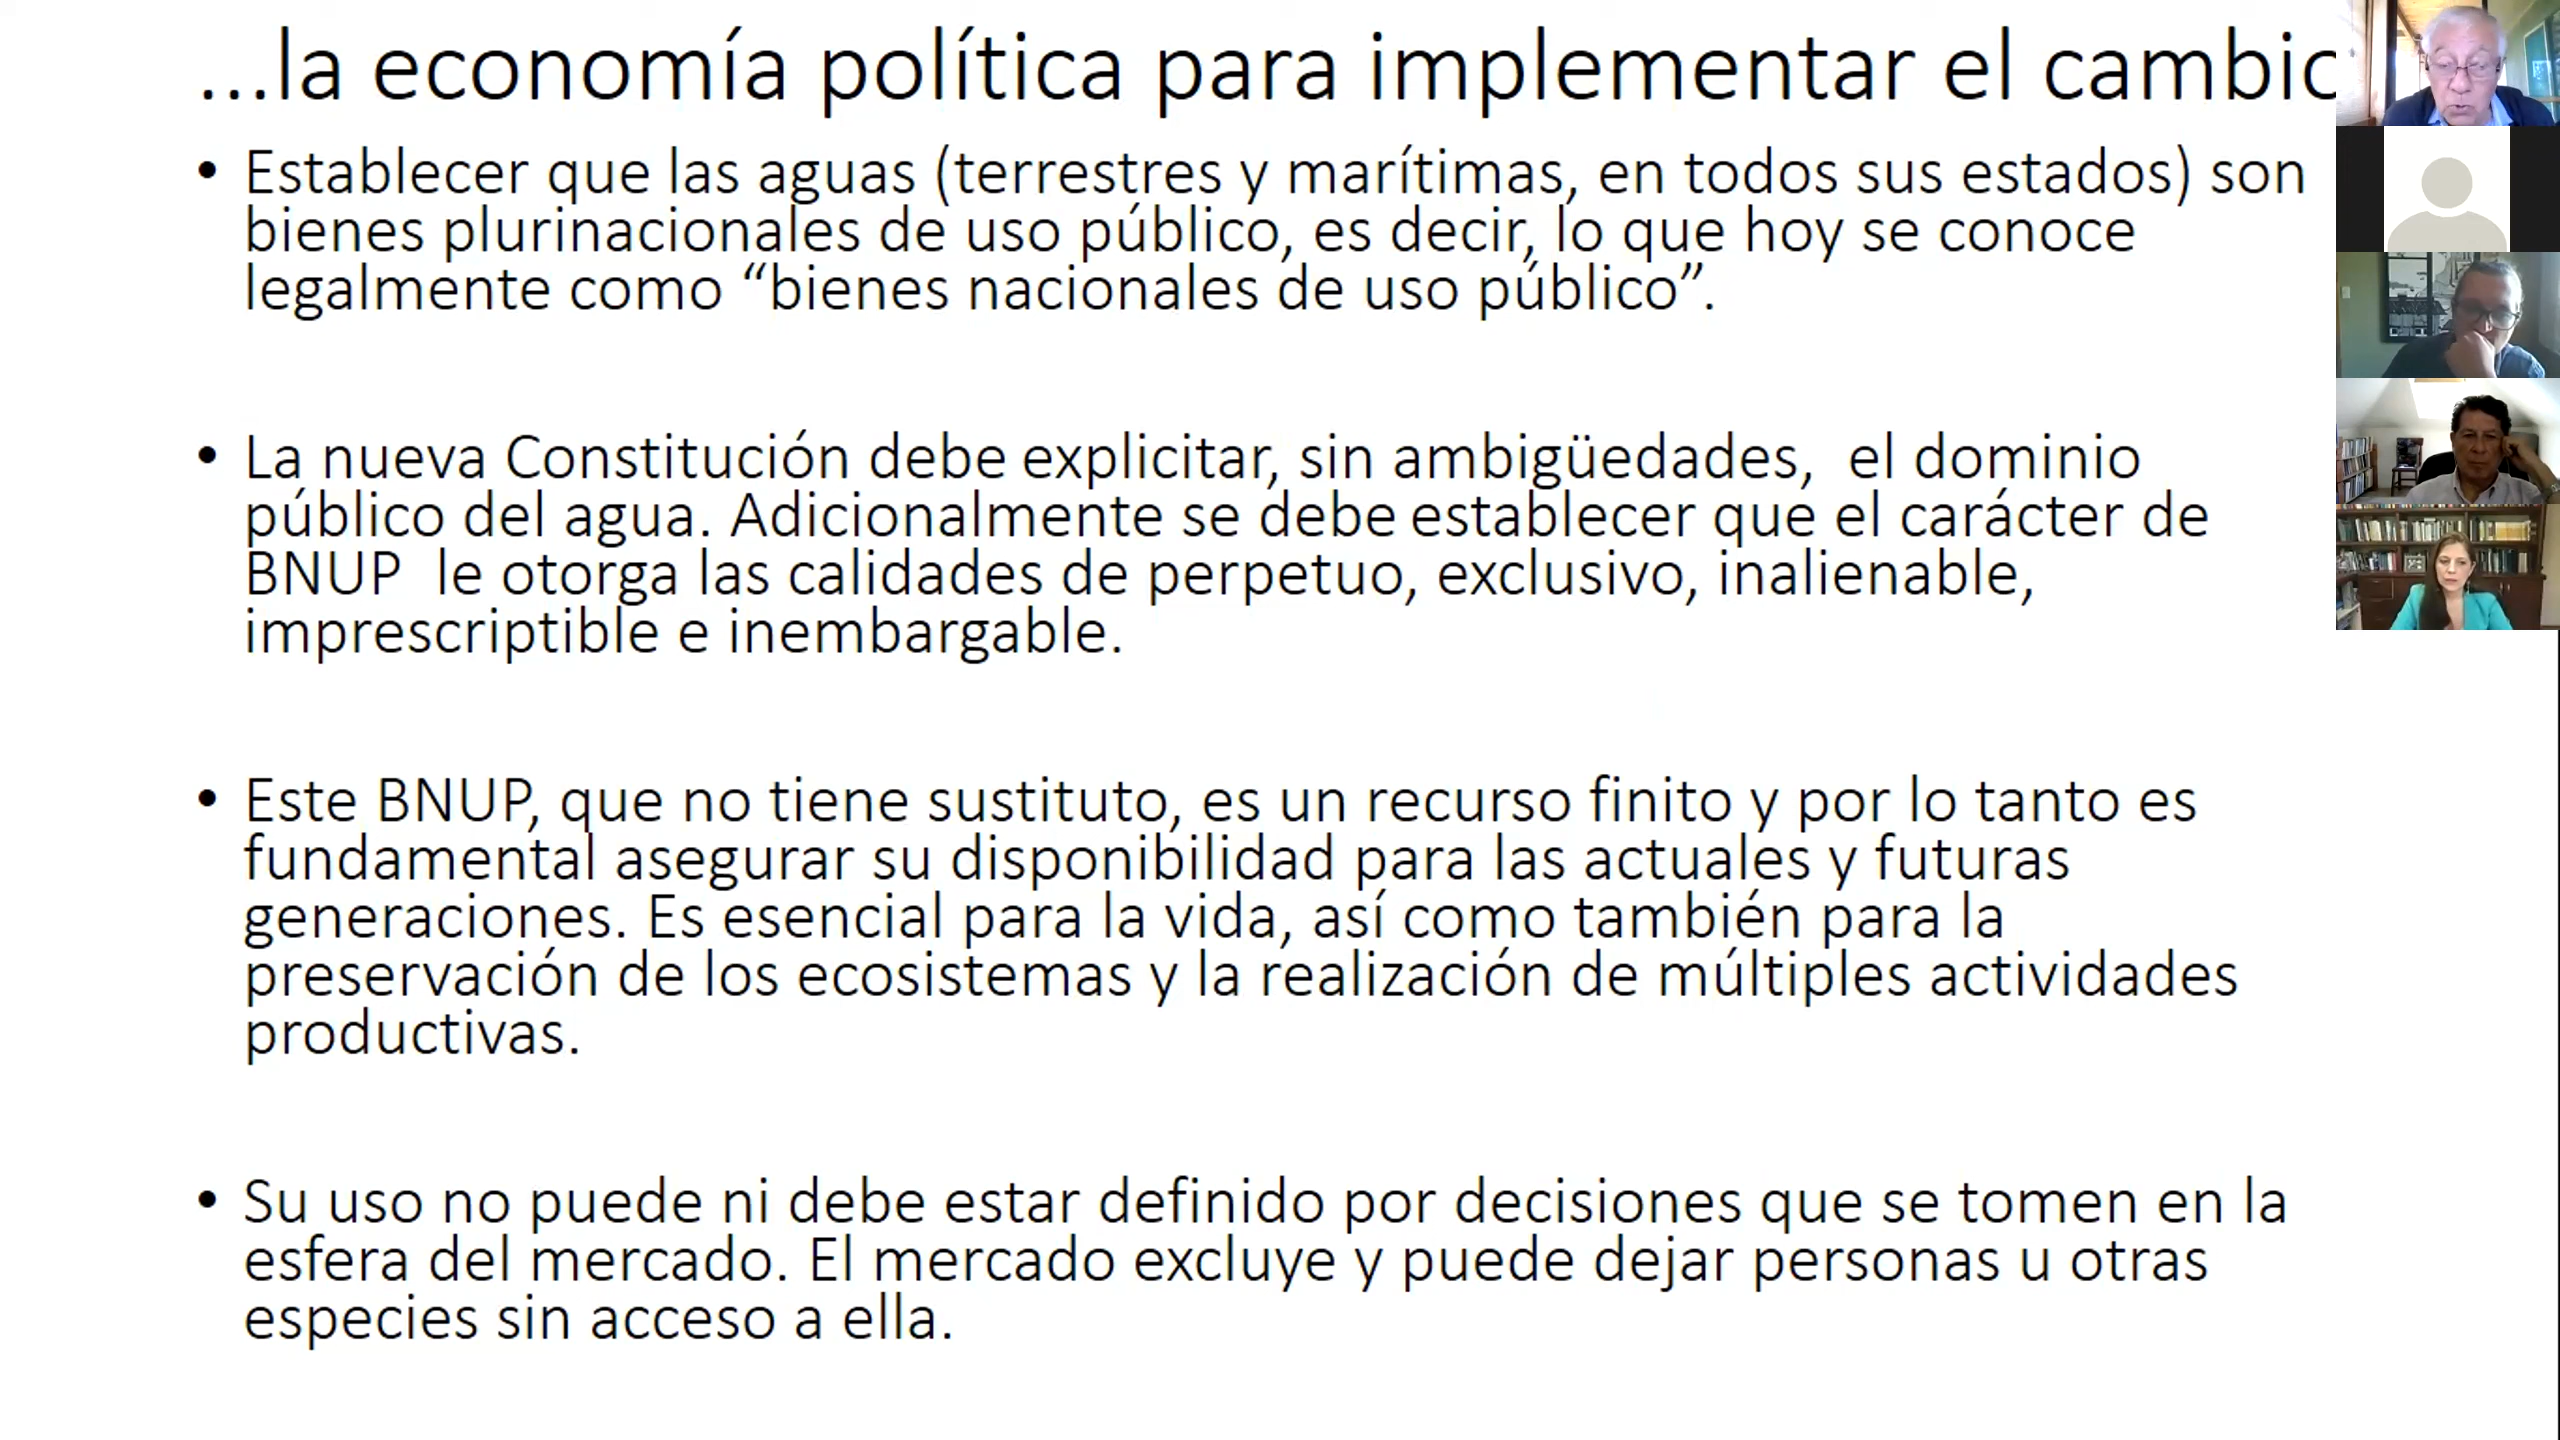 ...la economía política para implementar el cambio
• Establecer que las aguas (terrestres y marítimas, en todos sus estados) son
bienes plurinacionales de uso público, es decir, lo que hoy se conoce
legalmente como “bienes nacionales de uso público”.
• La nueva Constitución debe explicitar, sin ambigüedades, el dominio
público del agua. Adicionalmente se debe establecer que el carácter de
BNUP le otorga las calidades de perpetuo, exclusivo, inalienable,
imprescriptible e inembargable.
• Este BNUP, que no tiene sustituto, es un recurso finito y por lo tanto es
fundamental asegurar su disponibilidad para las actuales y futuras
generaciones. Es esencial para la vida, así como también para la
preservación de los ecosistemas y la realización de múltiples actividades
productivas.
• Su uso no puede ni debe estar definido por decisiones que se tomen en la
esfera del mercado. El mercado excluye y puede dejar personas u otras
especies sin acceso a ella.